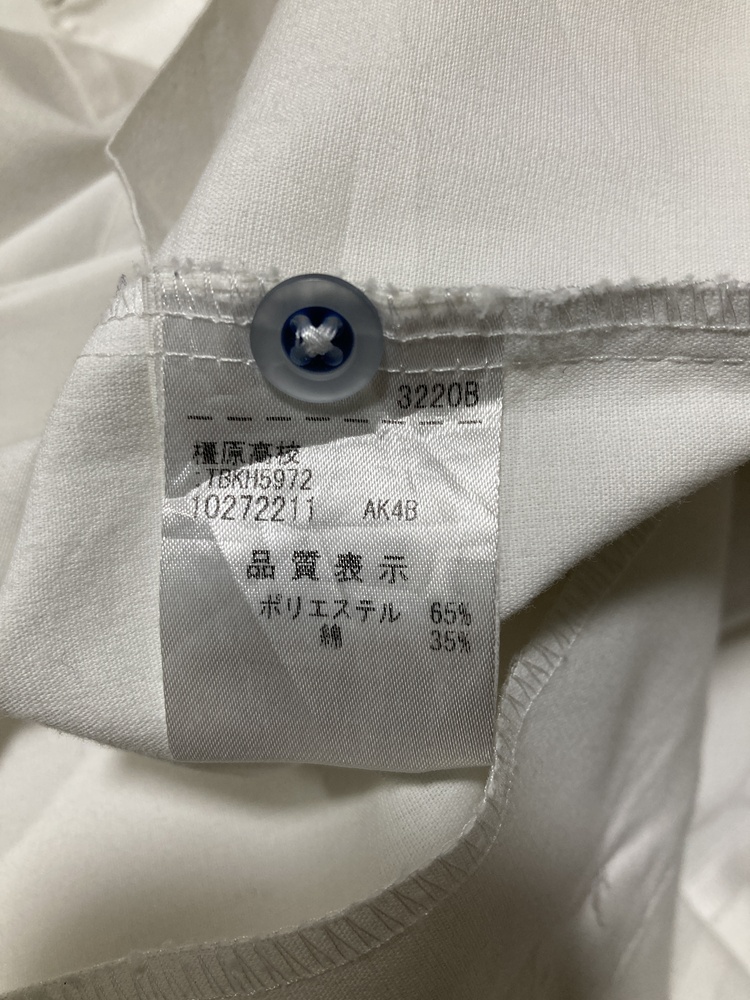 3220B
橿原高校
:TBKH5972
10272211 AK4B
品質表示
ポリエステル 65%
綿 35%